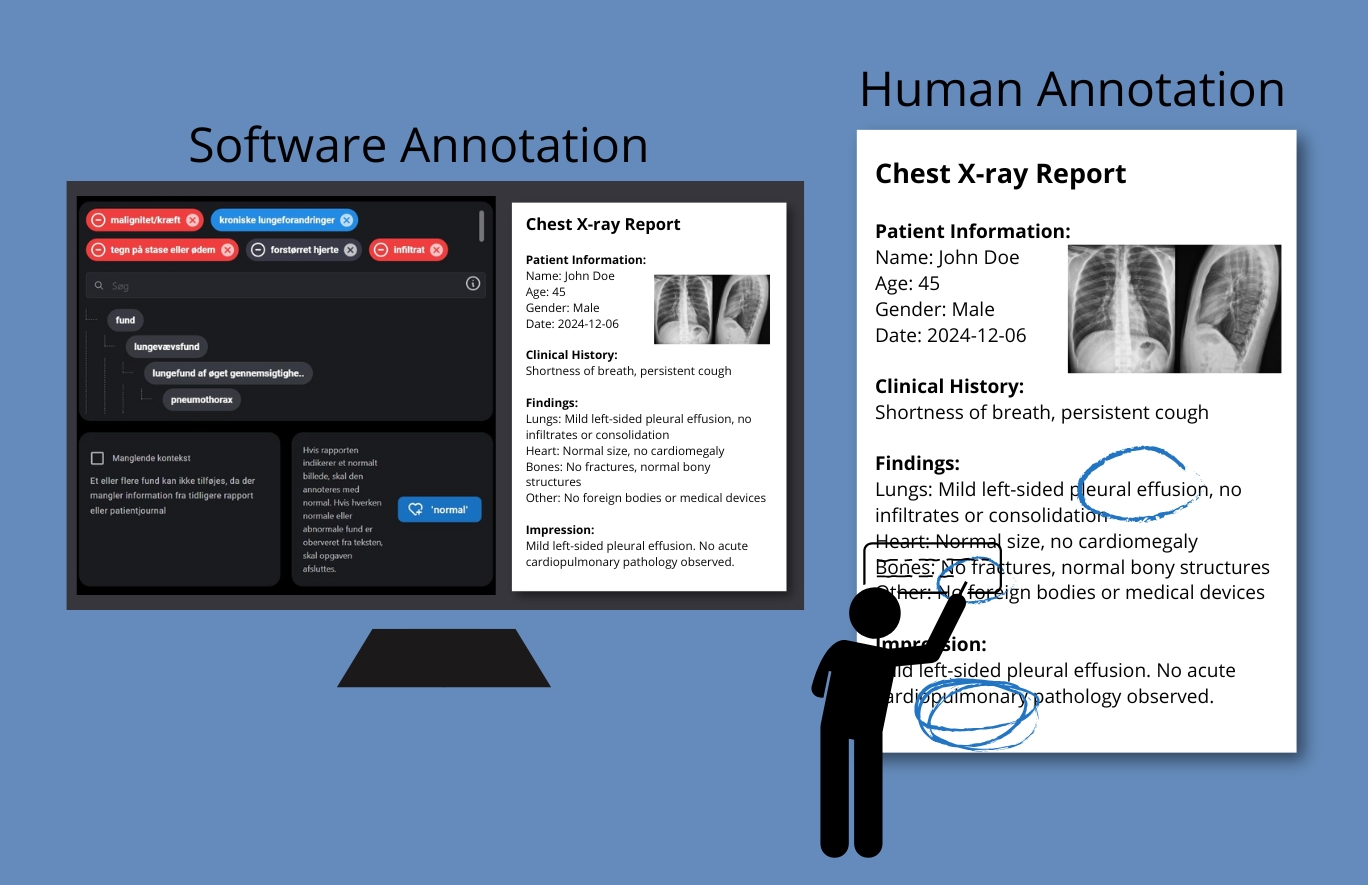 Software Annotation
malignitet/kræft
kroniske lungeforandringer
tegn på stase eller ødem
forstørret hjerte
infiltrat
Søg
fund
lungevævsfund
lungefund af øget gennemsigtighe..
pneumothorax
Manglende kontekst
Et eller flere fund kan ikke tilføjes, da der
mangler information fra tidligere rapport
eller patientjournal
Hvis rapporten
indikerer et normalt
billede, skal den
annoteres med
normal. Hvis hverken
normale eller
abnormale fund er
oberveret fra teksten,
skal opgaven
afsluttes.
'normal'
Chest X-ray Report
Patient Information:
Name: John Doe
Age: 45
Gender: Male
Date: 2024-12-06
Clinical History:
Shortness of breath, persistent cough
Findings:
Lungs: Mild left-sided pleural effusion, no
infiltrates or consolidation
Heart: Normal size, no cardiomegaly
Bones: No fractures, normal bony
structures
Other: No foreign bodies or medical devices
Impression:
Mild left-sided pleural effusion. No acute
cardiopulmonary pathology observed.
Human Annotation
Chest X-ray Report
Patient Information:
Name: John Doe
Age: 45
Gender: Male
Date: 2024-12-06
Clinical History:
Shortness of breath, persistent cough
Findings:
Lungs: Mild left-sided pleural effusion, no
infiltrates or consolidation
Heart: Normal size, no cardiomegaly
Bones: No fractures, normal bony structures
Other: No foreign bodies or medical devices
Impression:
Mild left-sided pleural effusion. No acute
cardiopulmonary pathology observed.